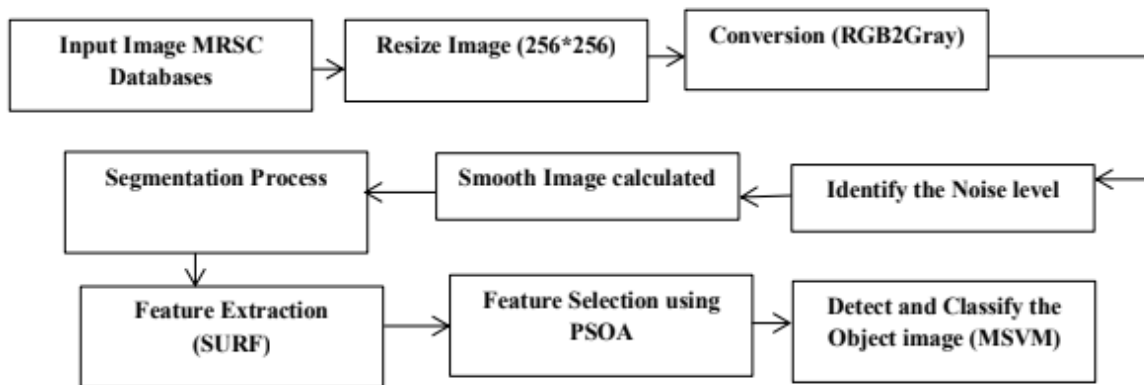 Input Image MRSC
Databases
Resize Image (256*256)
Conversion (RGB2Gray)
Identify the Noise level
Smooth Image calculated
Segmentation Process
Feature Extraction
(SURF)
Feature Selection using
PSOA
Detect and Classify the
Object image (MSVM)